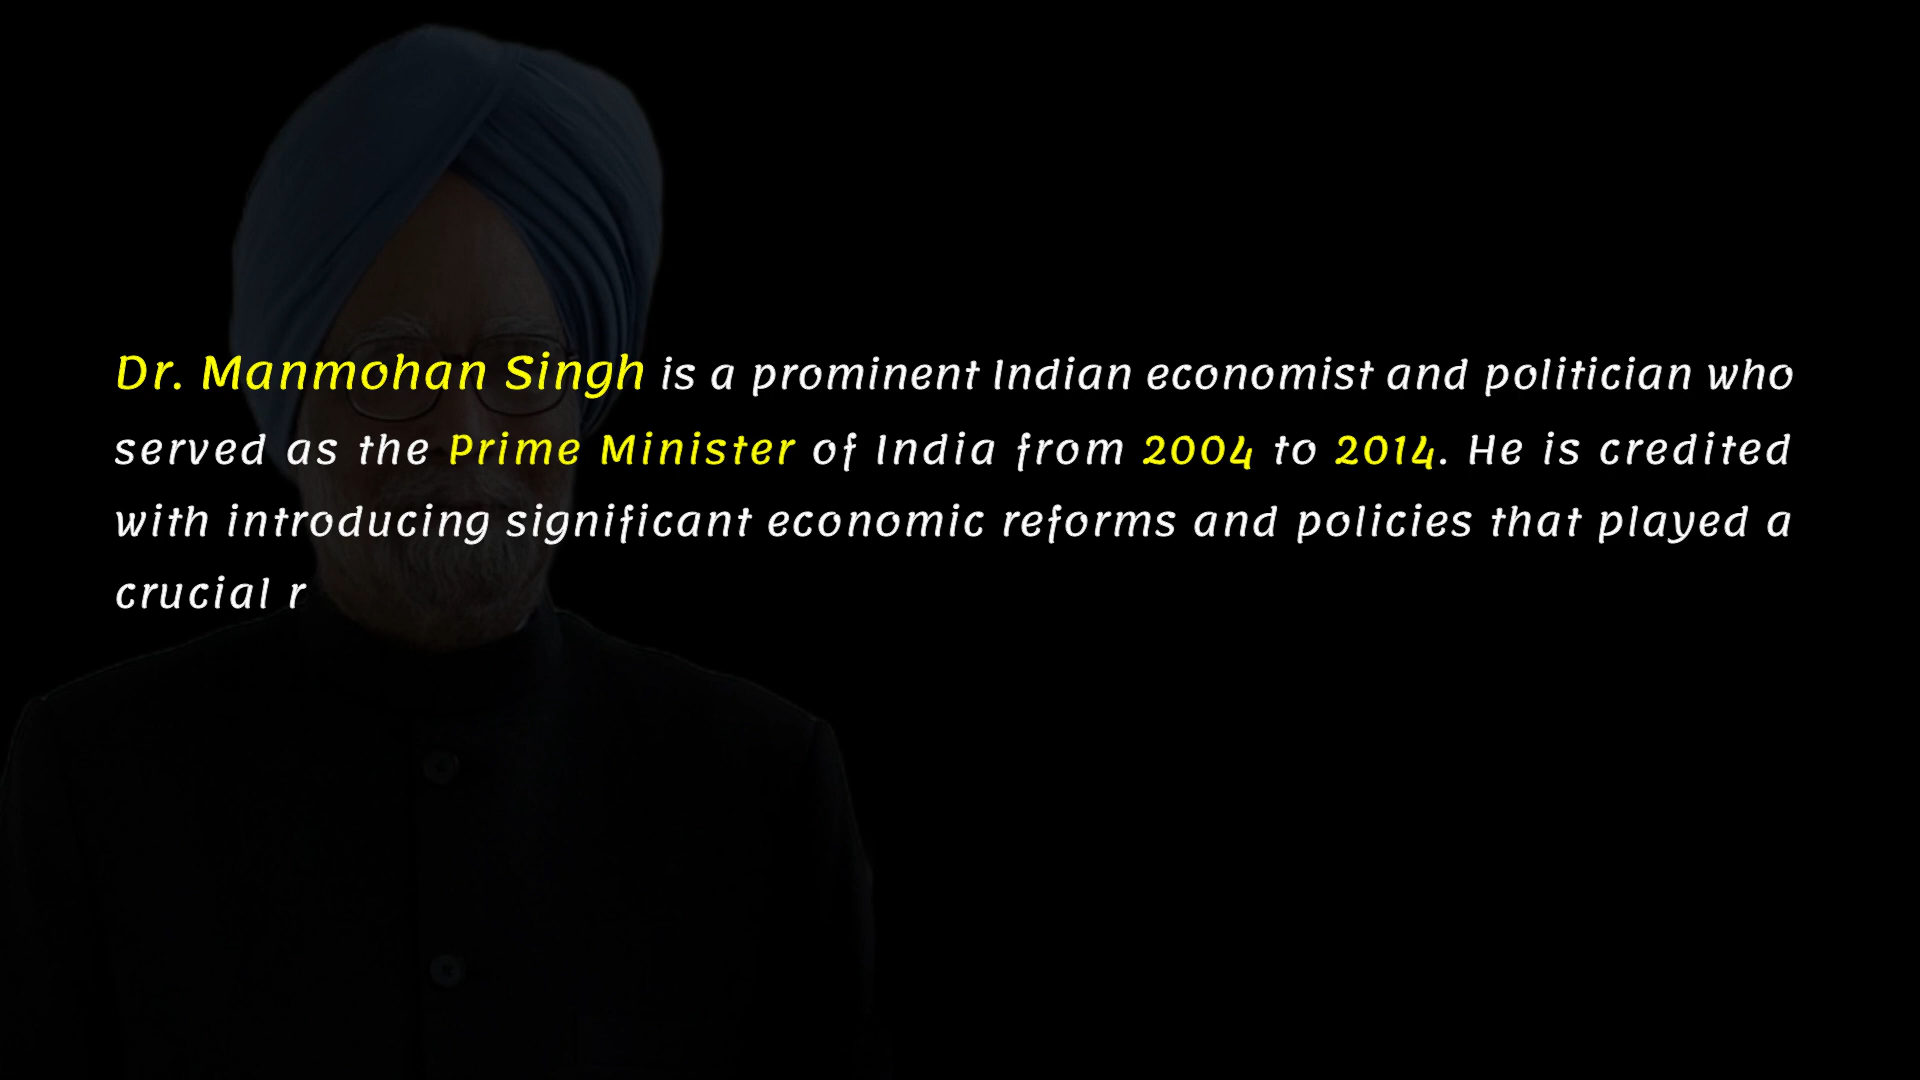 Dr. Manmohan Singh is a prominent Indian economist and politician who
served as the Prime Minister of India from 2004 to 2014. He is credited
with introducing significant economic reforms and policies that played a
crucial r